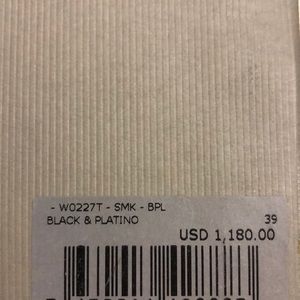 - W0227T - SMK - BPL
BLACK & PLATINO 39
USD 1,180.00